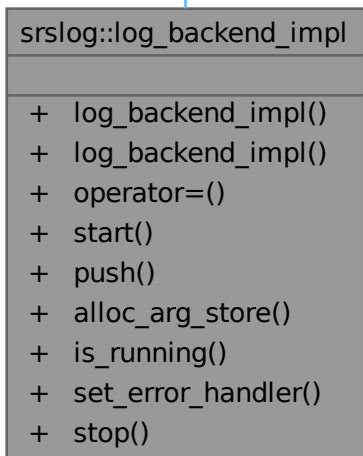 srslog::log_backend_impl
+ log_backend_impl()
+ log_backend_impl()
+ operator=()
+ start()
+ push()
+ alloc_arg_store()
+ is_running()
+ set_error_handler()
+ stop()